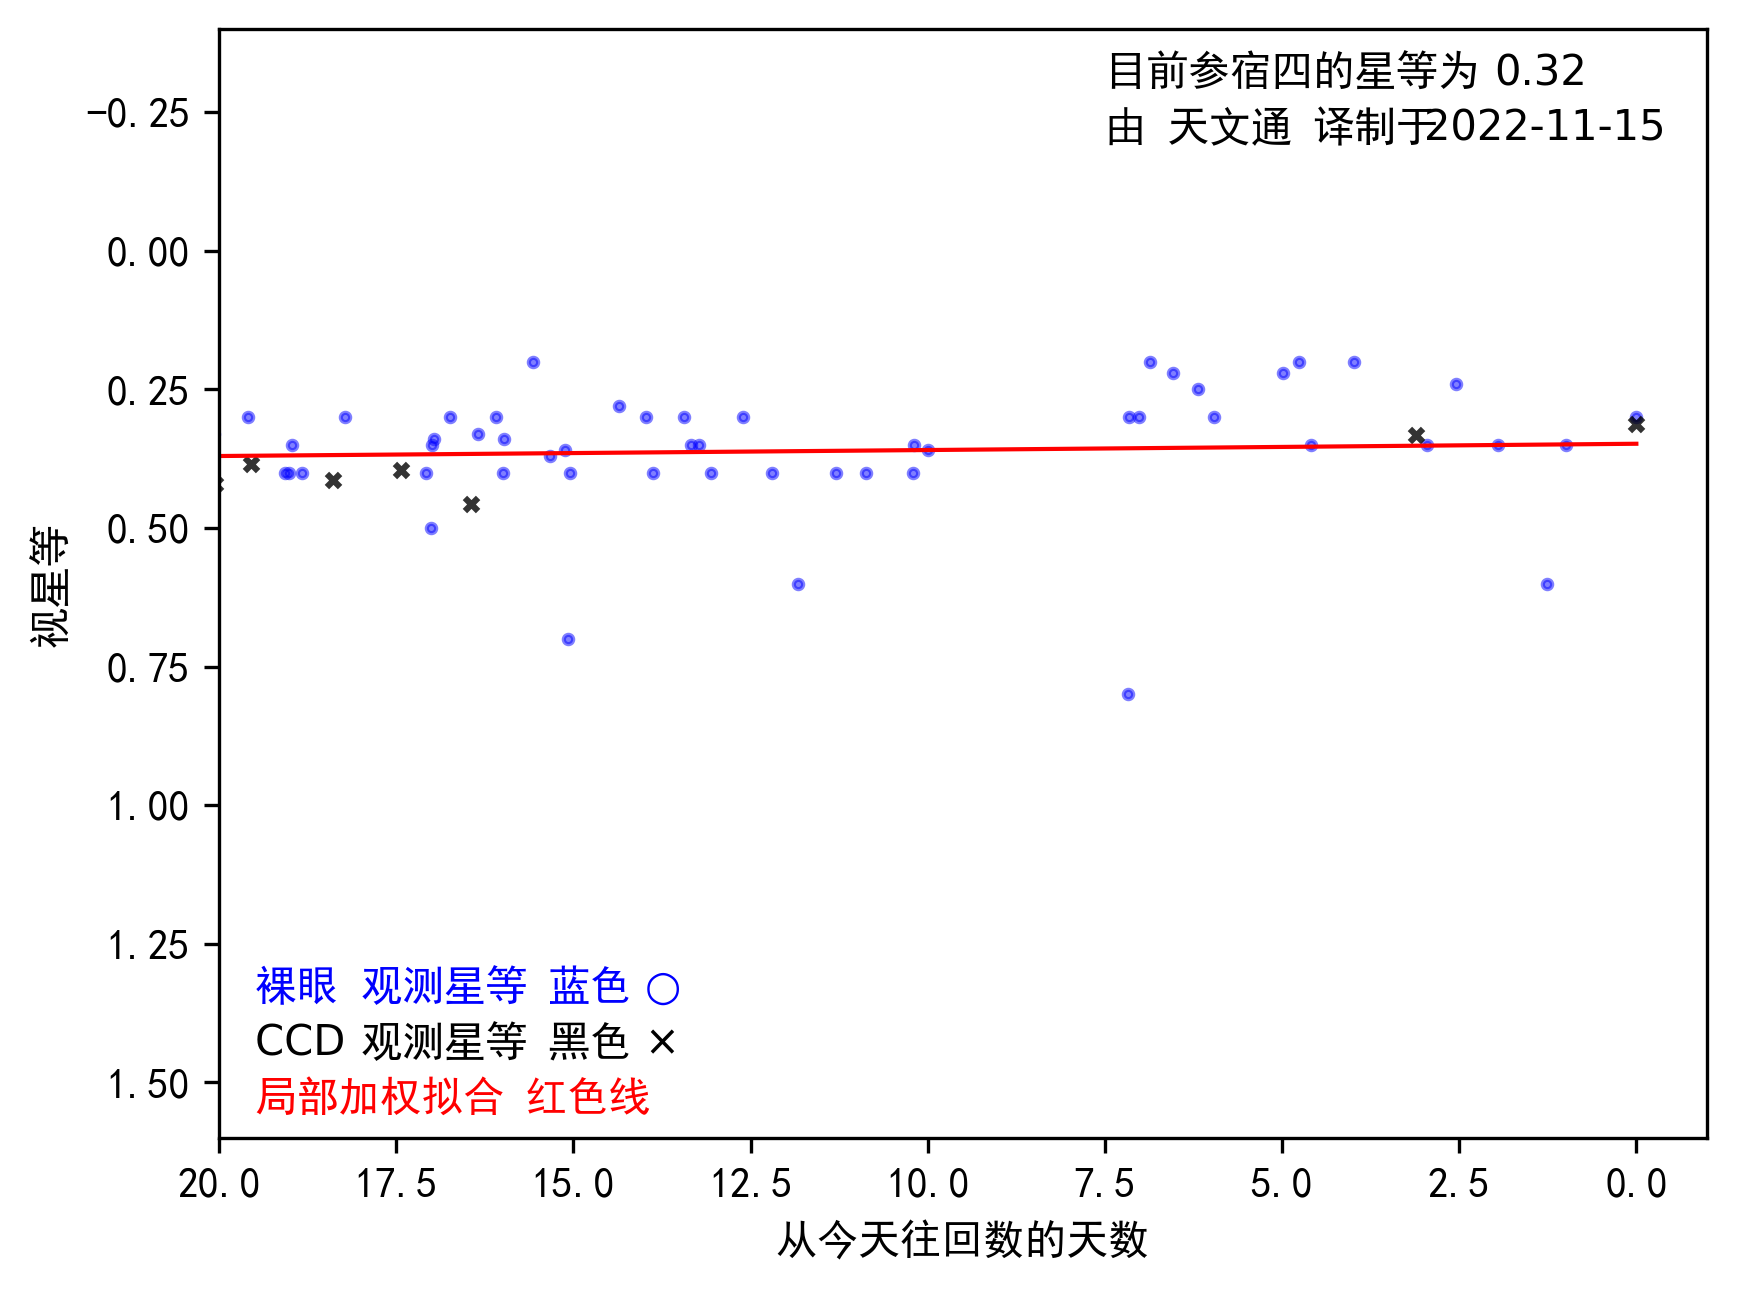 目前参宿四的星等为 0.32
由 天文通 译制于2022-11-15
−0.25
0.00
0.25
0.50
0.75
1.00
1.25
1.50
视星等
裸眼 观测星等 蓝色 ○
CCD 观测星等 黑色 ×
局部加权拟合 红色线
20.0 17.5 15.0 12.5 10.0 7.5 5.0 2.5 0.0
从今天往回数的天数